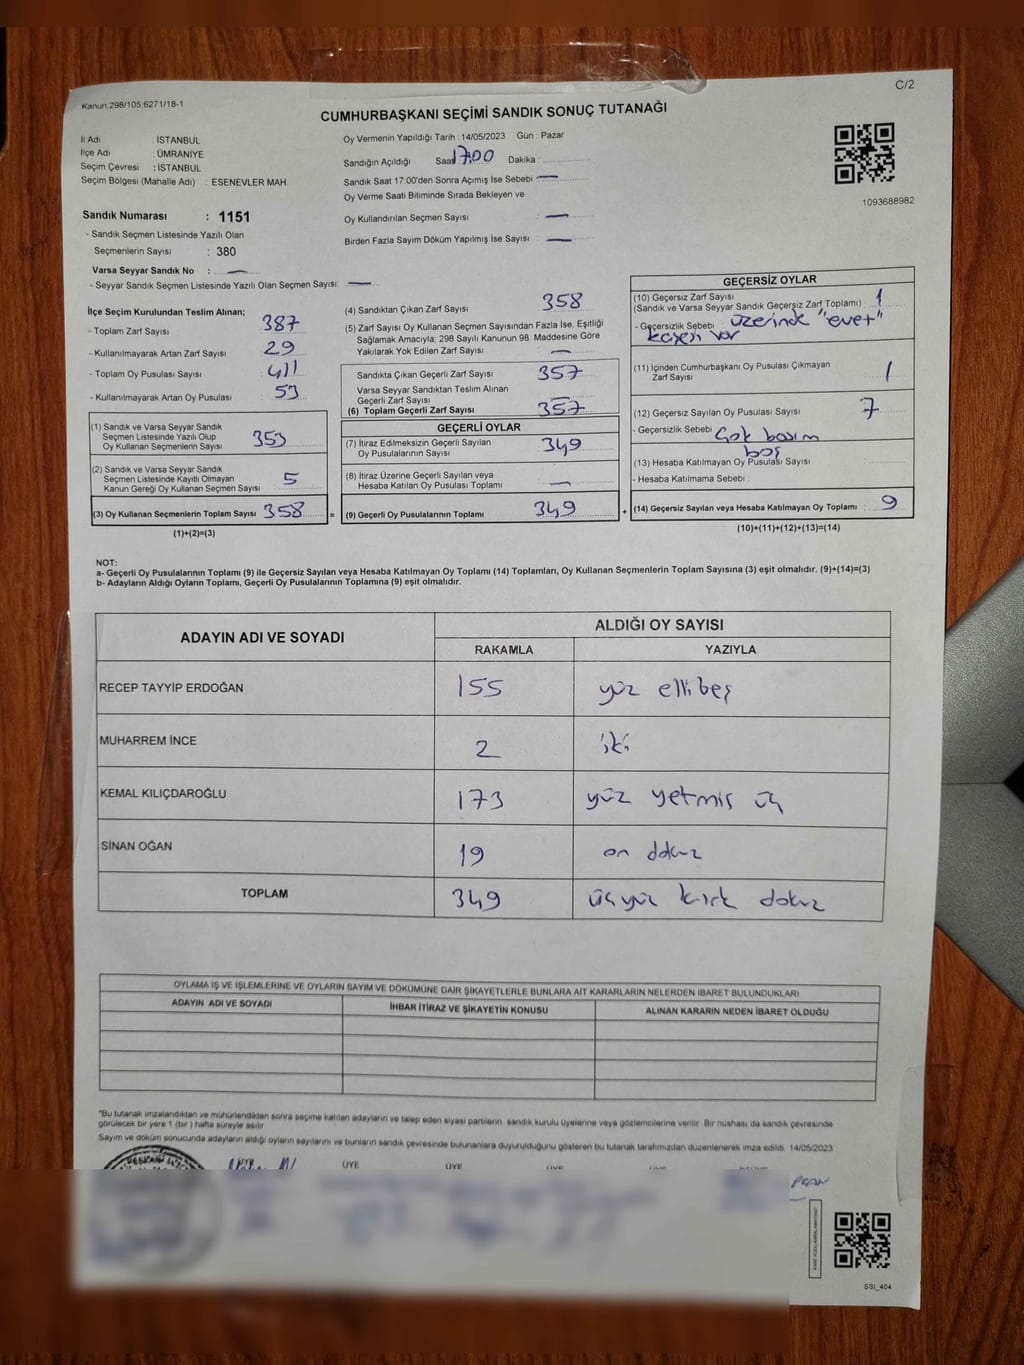 C/2
Kanun:298/105;6271/18-1
CUMHURBAŞKANI SEÇİMİ SANDIK SONUÇ TUTANAĞI
İl Adı : İSTANBUL
İlçe Adı : ÜMRANİYE
Seçim Çevresi : İSTANBUL
Seçim Bölgesi (Mahalle Adı) : ESENEVLER MAH.
Oy Vermenin Yapıldığı Tarih : 14/05/2023 Gün : Pazar
Sandığın Açıldığı Saat 17:00 Dakika :
Sandık Saat 17:00'den Sonra Açımış İse Sebebi : —
Oy Verme Saati Bitiminde Sırada Bekleyen ve
Oy Kullandırılan Seçmen Sayısı : —
Birden Fazla Sayım Döküm Yapılmış İse Sayısı : —
1093688982
Sandık Numarası : 1151
- Sandık Seçmen Listesinde Yazılı Olan
Seçmenlerin Sayısı : 380
Varsa Seyyar Sandık No : —
- Seyyar Sandık Seçmen Listesinde Yazılı Olan Seçmen Sayısı: —
İlçe Seçim Kurulundan Teslim Alınan;
- Toplam Zarf Sayısı : 387
- Kullanılmayarak Artan Zarf Sayısı : 29
- Toplam Oy Pusulası Sayısı : 411
- Kullanılmayarak Artan Oy Pusulası : 53
(1) Sandık ve Varsa Seyyar Sandık
Seçmen Listesinde Yazılı Olup
Oy Kullanan Seçmenlerin Sayısı 353
(2) Sandık ve Varsa Seyyar Sandık
Seçmen Listesinde Kayıtlı Olmayan
Kanun Gereği Oy Kullanan Seçmen Sayısı 5
(3) Oy Kullanan Seçmenlerin Toplam Sayısı 358 =
(1)+(2)=(3)
(4) Sandıktan Çıkan Zarf Sayısı : 358
(5) Zarf Sayısı Oy Kullanan Seçmen Sayısından Fazla İse, Eşitliği
Sağlamak Amacıyla; 298 Sayılı Kanunun 98. Maddesine Göre
Yakılarak Yok Edilen Zarf Sayısı : —
Sandıkta Çıkan Geçerli Zarf Sayısı : 357
Varsa Seyyar Sandıktan Teslim Alınan
Geçerli Zarf Sayısı : —
(6) Toplam Geçerli Zarf Sayısı : 357
GEÇERLİ OYLAR
(7) İtiraz Edilmeksizin Geçerli Sayılan
Oy Pusulalarının Sayısı : 349
(8) İtiraz Üzerine Geçerli Sayılan veya
Hesaba Katılan Oy Pusulası Toplamı : —
(9) Geçerli Oy Pusulalarının Toplamı : 349 +
GEÇERSİZ OYLAR
(10) Geçersiz Zarf Sayısı
(Sandık ve Varsa Seyyar Sandık Geçersiz Zarf Toplamı) : 1
- Geçersizlik Sebebi : üzerinde "evet"
kaşesi var
(11) İçinden Cumhurbaşkanı Oy Pusulası Çıkmayan
Zarf Sayısı : 1
(12) Geçersiz Sayılan Oy Pusulası Sayısı : 7
- Geçersizlik Sebebi : Çok basım
boş
(13) Hesaba Katılmayan Oy Pusulası Sayısı :
- Hesaba Katılmama Sebebi :
(14) Geçersiz Sayılan veya Hesaba Katılmayan Oy Toplamı : 9
(10)+(11)+(12)+(13)=(14)
NOT:
a- Geçerli Oy Pusulalarının Toplamı (9) ile Geçersiz Sayılan veya Hesaba Katılmayan Oy Toplamı (14) Toplamları, Oy Kullanan Seçmenlerin Toplam Sayısına (3) eşit olmalıdır. (9)+(14)=(3)
b- Adayların Aldığı Oyların Toplamı, Geçerli Oy Pusulalarının Toplamına (9) eşit olmalıdır.
ADAYIN ADI VE SOYADI ALDIĞI OY SAYISI
RAKAMLA YAZIYLA
RECEP TAYYİP ERDOĞAN 155 yüz ellibeş
MUHARREM İNCE 2 iki
KEMAL KILIÇDAROĞLU 173 yüz yetmiş üç
SİNAN OĞAN 19 on dokuz
TOPLAM 349 üçyüz kırk dokuz
OYLAMA İŞ VE İŞLEMLERİNE VE OYLARIN SAYIM VE DÖKÜMÜNE DAİR ŞİKAYETLERLE BUNLARA AİT KARARLARIN NELERDEN İBARET BULUNDUKLARI
ADAYIN ADI VE SOYADI İHBAR İTİRAZ VE ŞİKAYETİN KONUSU ALINAN KARARIN NEDEN İBARET OLDUĞU
*Bu tutanak imzalandıktan ve mühürlendikten sonra seçime katılan adayların ve talep eden siyasi partilerin sandık kurulu üyelerine veya gözlemcilerine verilir. Bir nüshası da sandık çevresinde
görülecek bir yere 1 (bir) hafta süreyle asılır
Sayım ve döküm sonucunda adayların aldığı oyların sayılarını ve bunların sandık çevresinde bulunanlara duyurulduğunu gösteren bu tutanak tarafımızdan düzenlenerek imza edildi. 14/05/2023
ÜYE ÜYE ÜYE ÜYE ÜYE
SSI_404